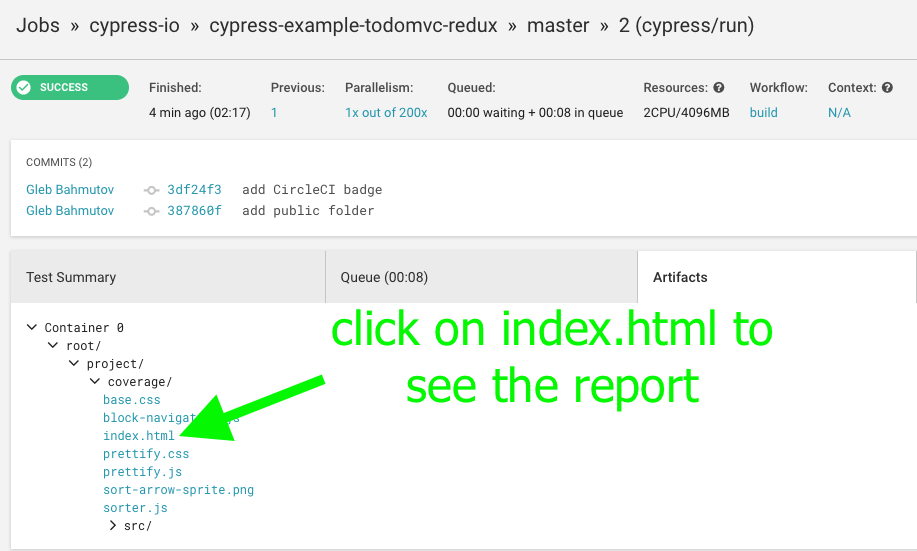 Jobs » cypress-io » cypress-example-todomvc-redux » master » 2 (cypress/run)
SUCCESS
Finished: Previous: Parallelism: Queued: Resources: Workflow: Context:
4 min ago (02:17) 1 1x out of 200x 00:00 waiting + 00:08 in queue 2CPU/4096MB build N/A
COMMITS (2)
Gleb Bahmutov 3df24f3 add CircleCI badge
Gleb Bahmutov 387860f add public folder
Test Summary Queue (00:08) Artifacts
click on index.html to
see the report
Container 0
root/
project/
coverage/
base.css
index.html
prettify.css
prettify.js
sort-arrow-sprite.png
sorter.js
src/